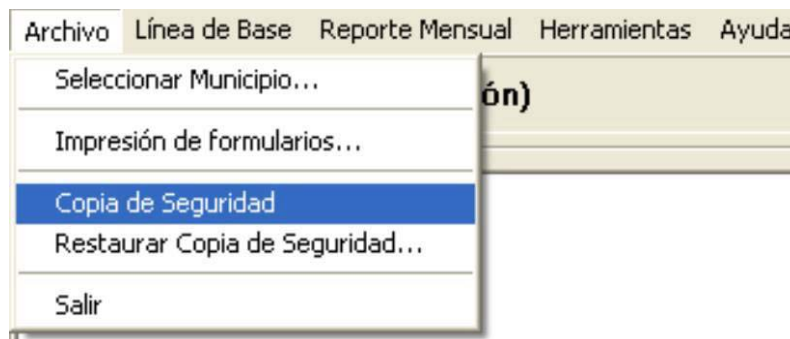 Archivo Línea de Base Reporte Mensual Herramientas Ayuda
Seleccionar Municipio...
ón)
Impresión de formularios...
Copia de Seguridad
Restaurar Copia de Seguridad...
Salir